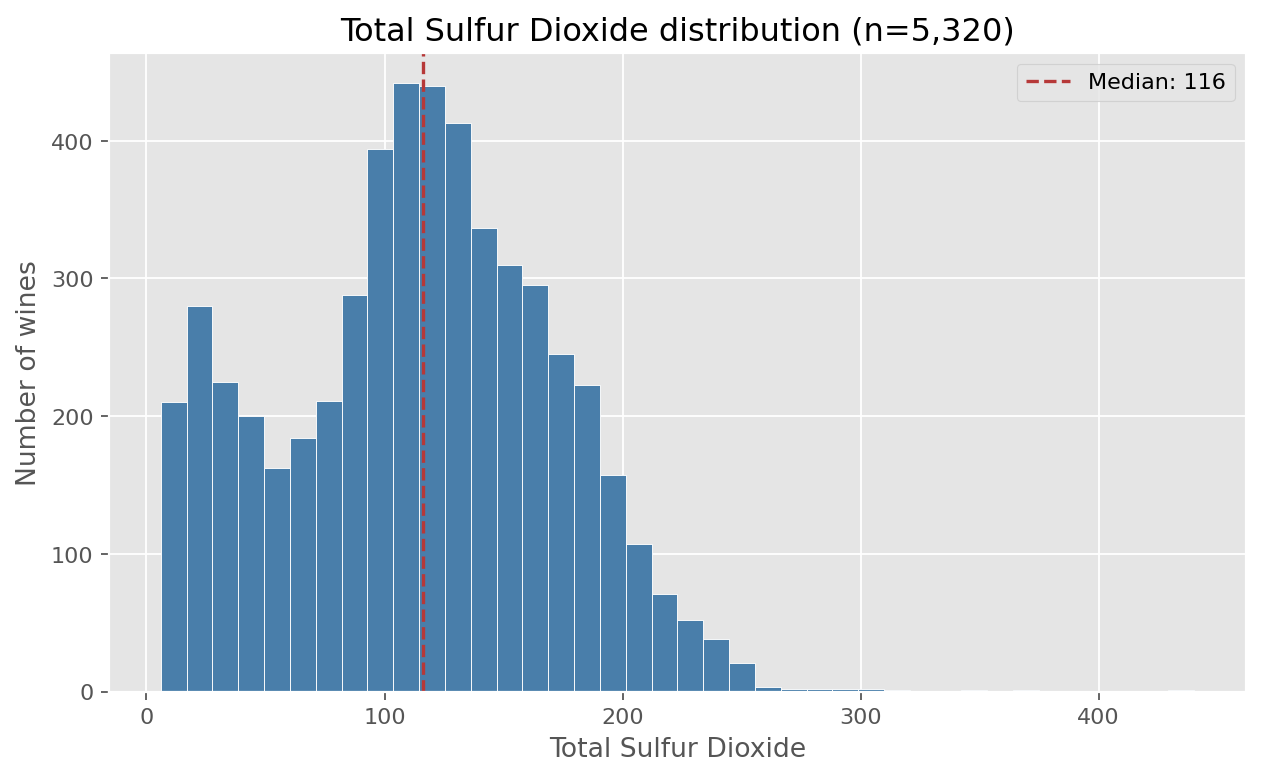 Total Sulfur Dioxide distribution (n=5,320)
Median: 116
Number of wines
400
300
200
100
0
0 100 200 300 400
Total Sulfur Dioxide